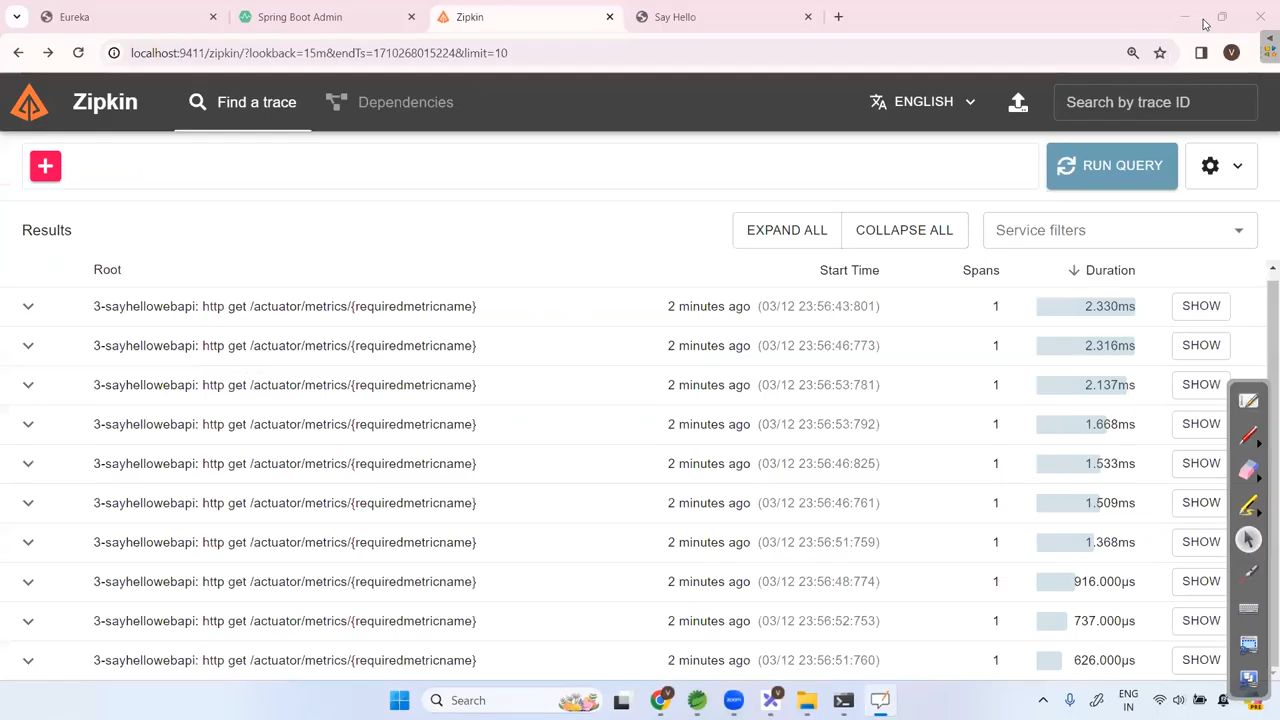 Eureka
Spring Boot Admin
Zipkin
Say Hello
localhost:9411/zipkin/?lookback=15m&endTs=1710268015224&limit=10
V
Zipkin
Find a trace
Dependencies
ENGLISH
Search by trace ID
RUN QUERY
Results
EXPAND ALL
COLLAPSE ALL
Service filters
Root Start Time Spans Duration
3-sayhellowebapi: http get /actuator/metrics/{requiredmetricname} 2 minutes ago (03/12 23:56:43:801) 1 2.330ms SHOW
3-sayhellowebapi: http get /actuator/metrics/{requiredmetricname} 2 minutes ago (03/12 23:56:46:773) 1 2.316ms SHOW
3-sayhellowebapi: http get /actuator/metrics/{requiredmetricname} 2 minutes ago (03/12 23:56:53:781) 1 2.137ms SHOW
3-sayhellowebapi: http get /actuator/metrics/{requiredmetricname} 2 minutes ago (03/12 23:56:53:792) 1 1.668ms SHOW
3-sayhellowebapi: http get /actuator/metrics/{requiredmetricname} 2 minutes ago (03/12 23:56:46:825) 1 1.533ms SHOW
3-sayhellowebapi: http get /actuator/metrics/{requiredmetricname} 2 minutes ago (03/12 23:56:46:761) 1 1.509ms SHOW
3-sayhellowebapi: http get /actuator/metrics/{requiredmetricname} 2 minutes ago (03/12 23:56:51:759) 1 1.368ms SHOW
3-sayhellowebapi: http get /actuator/metrics/{requiredmetricname} 2 minutes ago (03/12 23:56:48:774) 1 916.000μs SHOW
3-sayhellowebapi: http get /actuator/metrics/{requiredmetricname} 2 minutes ago (03/12 23:56:52:753) 1 737.000μs SHOW
3-sayhellowebapi: http get /actuator/metrics/{requiredmetricname} 2 minutes ago (03/12 23:56:51:760) 1 626.000μs SHOW
Search
V
zoom
V
ENG
IN
PRE